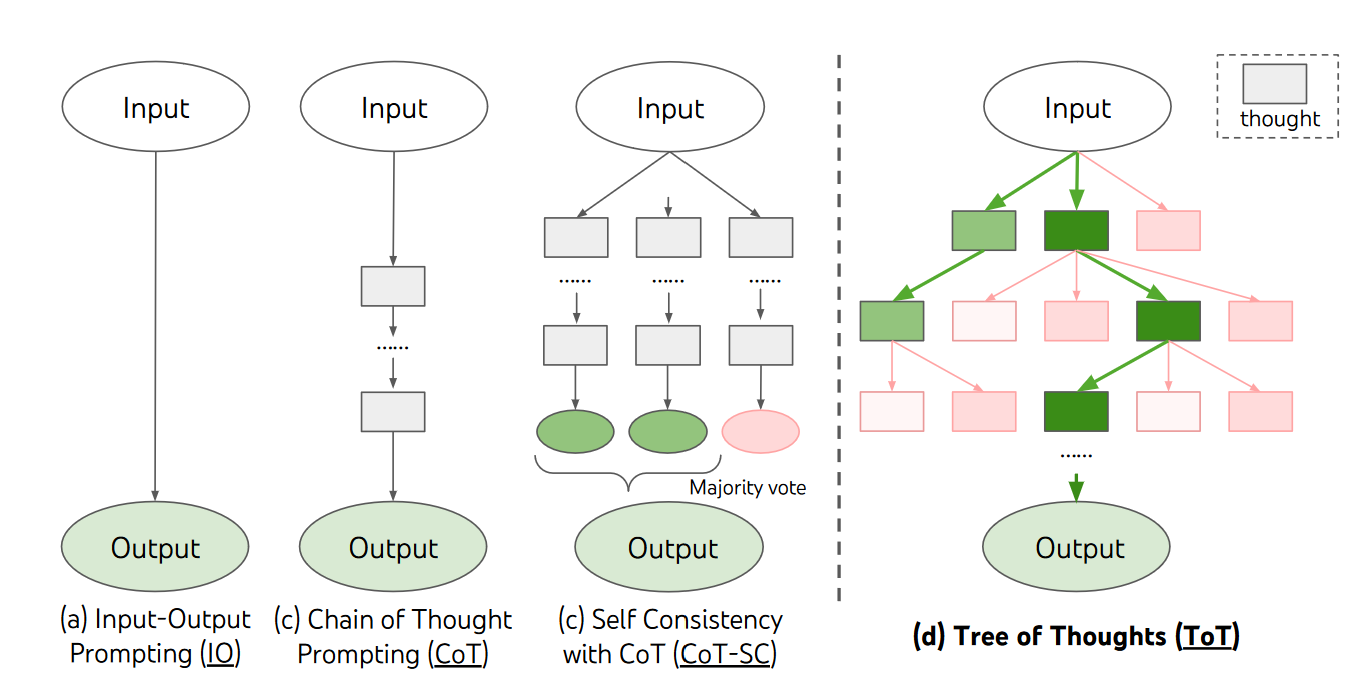 Input
Output
(a) Input-Output
Prompting (IO)
Input
......
Output
(c) Chain of Thought
Prompting (CoT)
Input
......
......
......
Majority vote
Output
(c) Self Consistency
with CoT (CoT-SC)
Input
thought
......
Output
(d) Tree of Thoughts (ToT)